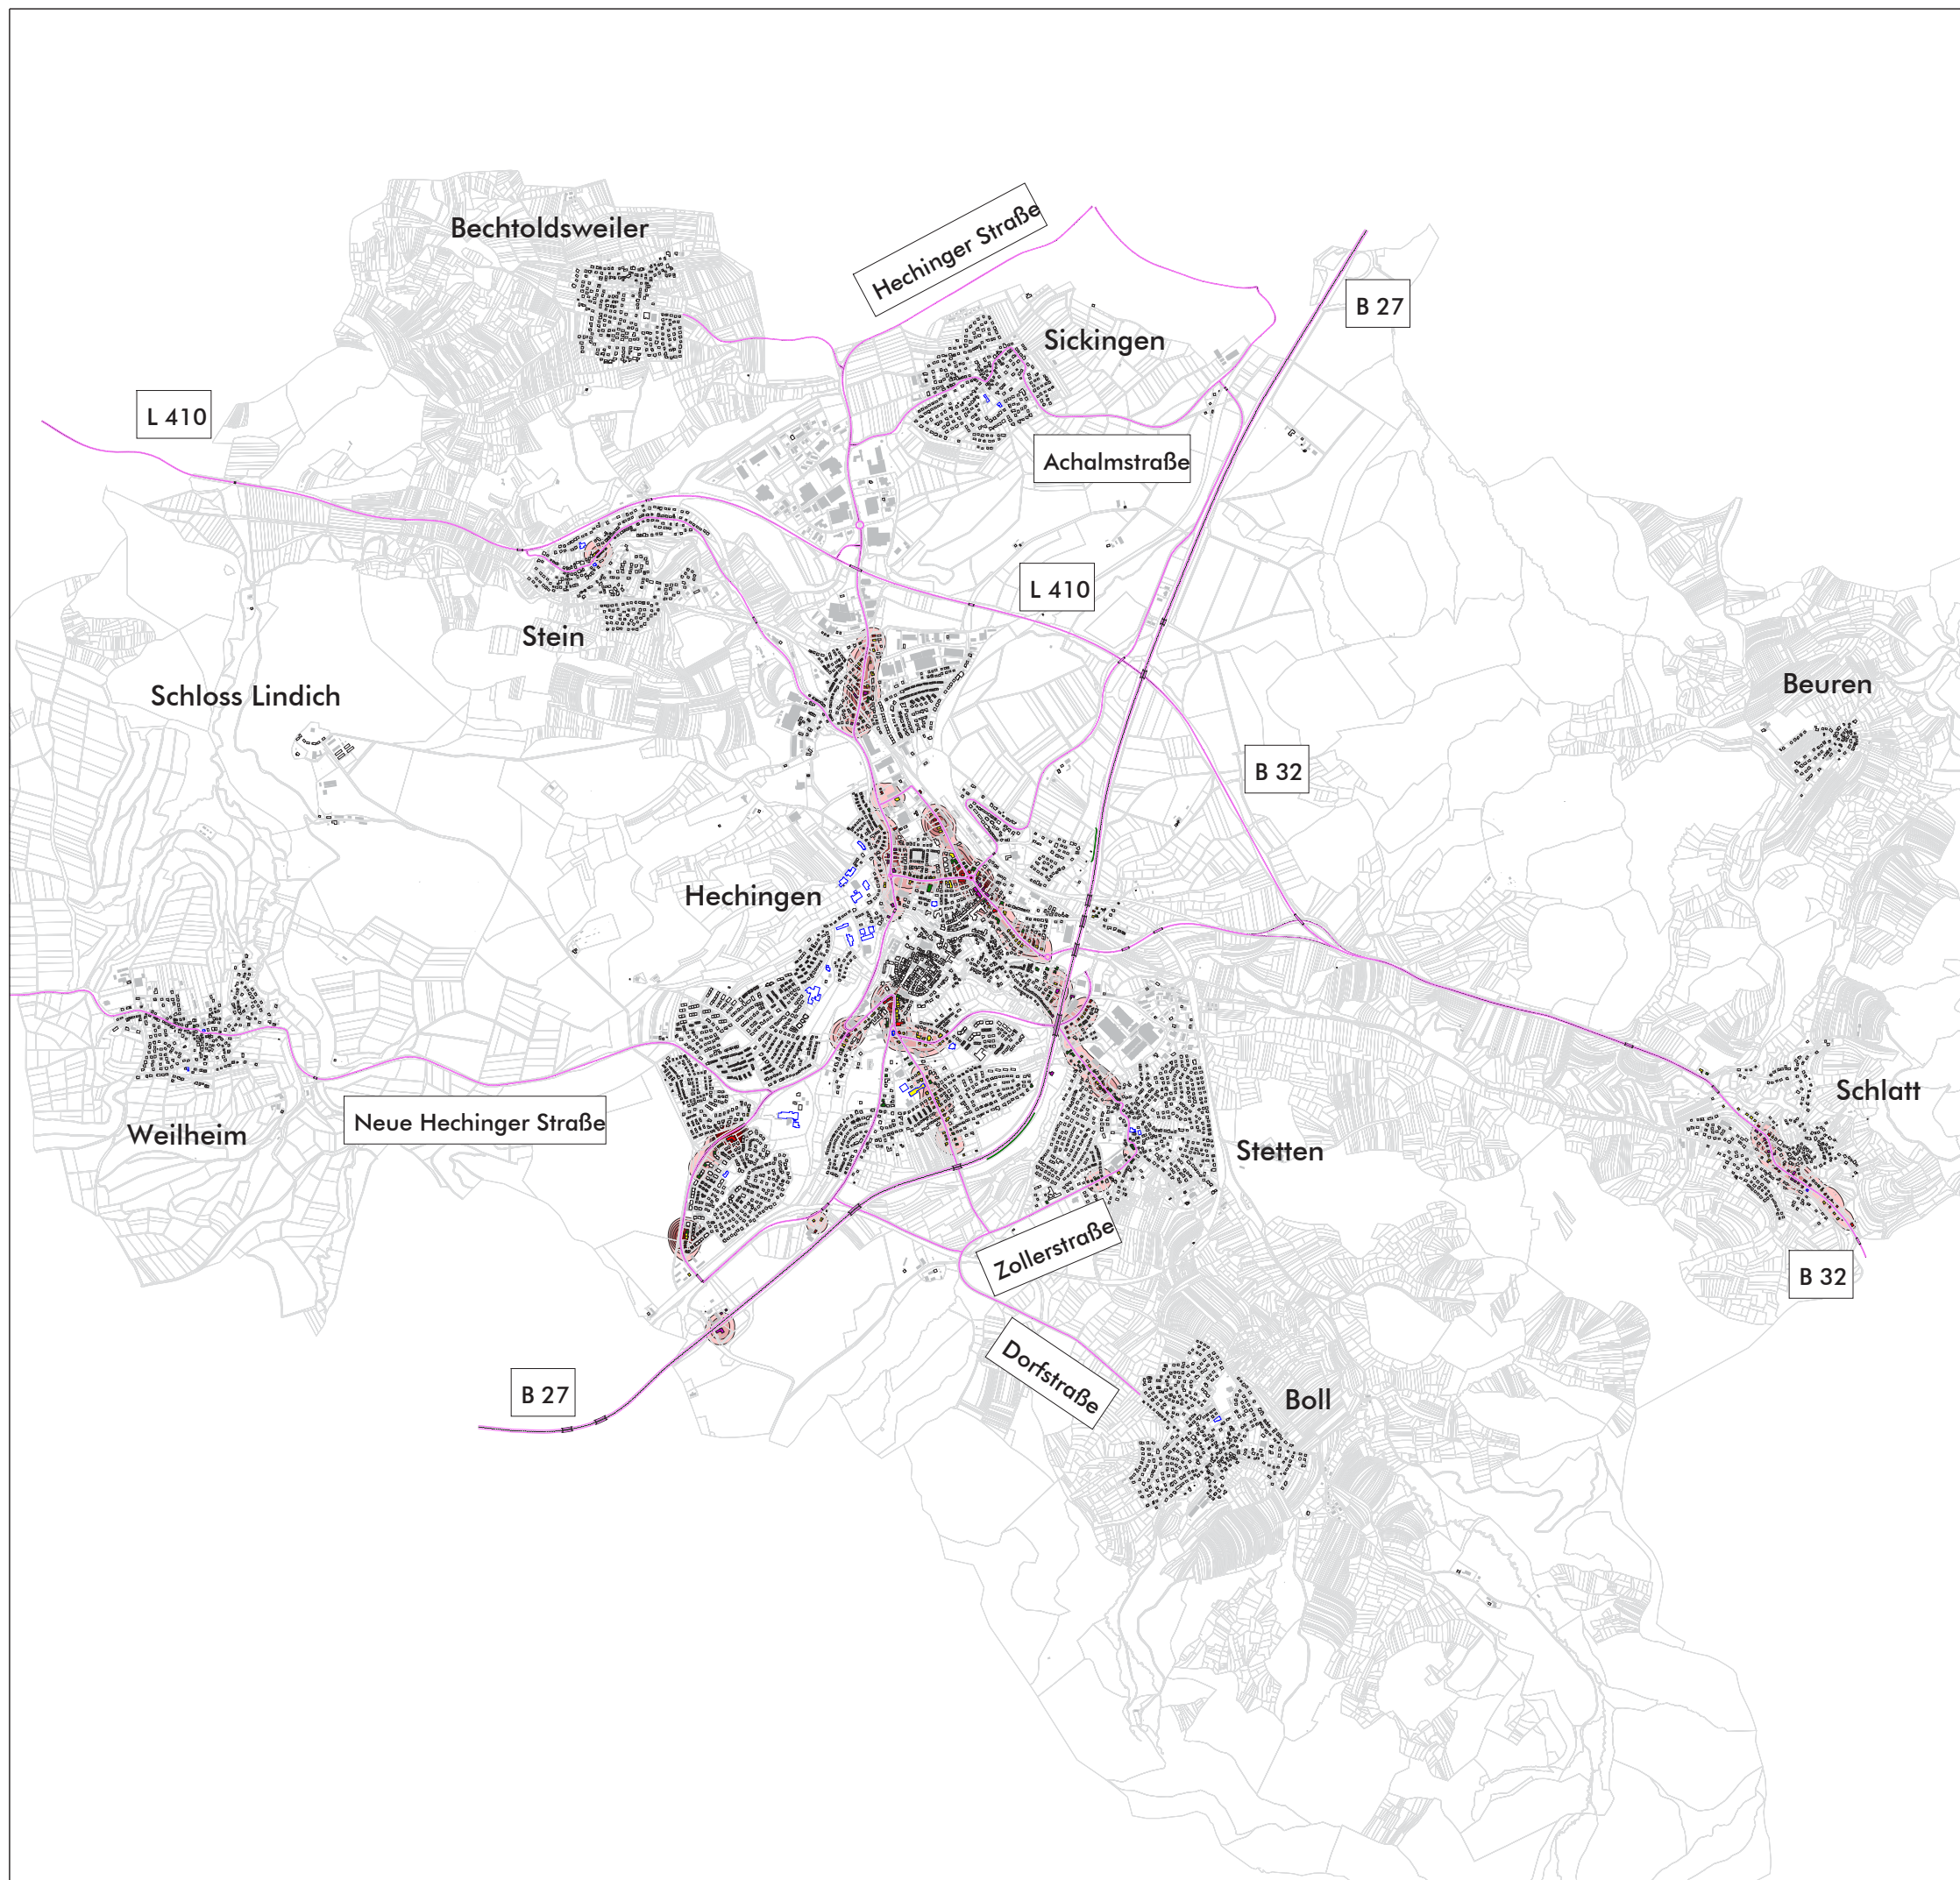 Bechtoldsweiler
Hechinger Straße
B 27
Sickingen
L 410
Achalmstraße
L 410
Stein
Schloss Lindich
Beuren
B 32
Hechingen
Schlatt
Neue Hechinger Straße
Weilheim
Stetten
Zollerstraße
B 32
Dorfstraße
B 27
Boll